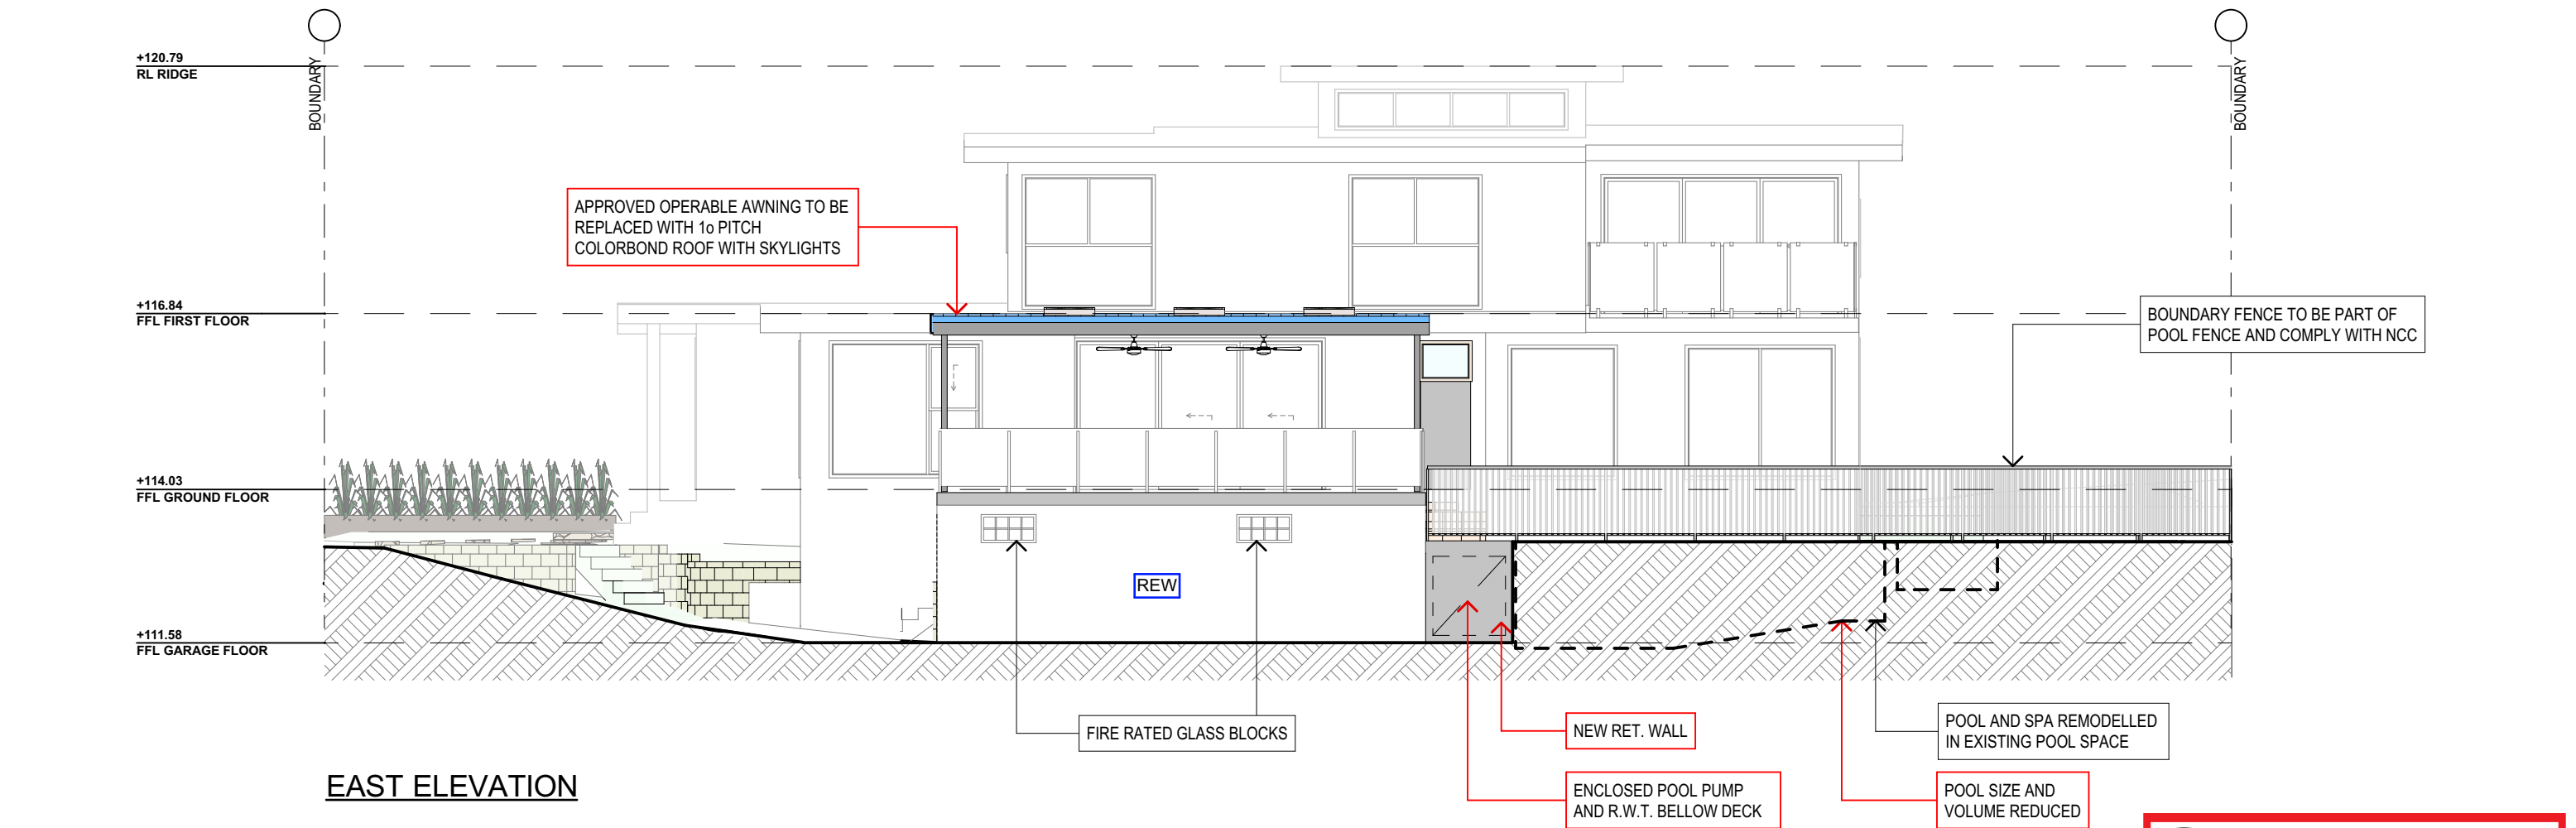 +120.79
RL RIDGE
BOUNDARY
BOUNDARY
APPROVED OPERABLE AWNING TO BE
REPLACED WITH 1o PITCH
COLORBOND ROOF WITH SKYLIGHTS
+116.84
FFL FIRST FLOOR
BOUNDARY FENCE TO BE PART OF
POOL FENCE AND COMPLY WITH NCC
+114.03
FFL GROUND FLOOR
REW
+111.58
FFL GARAGE FLOOR
FIRE RATED GLASS BLOCKS
NEW RET. WALL
POOL AND SPA REMODELLED
IN EXISTING POOL SPACE
ENCLOSED POOL PUMP
AND R.W.T. BELLOW DECK
POOL SIZE AND
VOLUME REDUCED
EAST ELEVATION